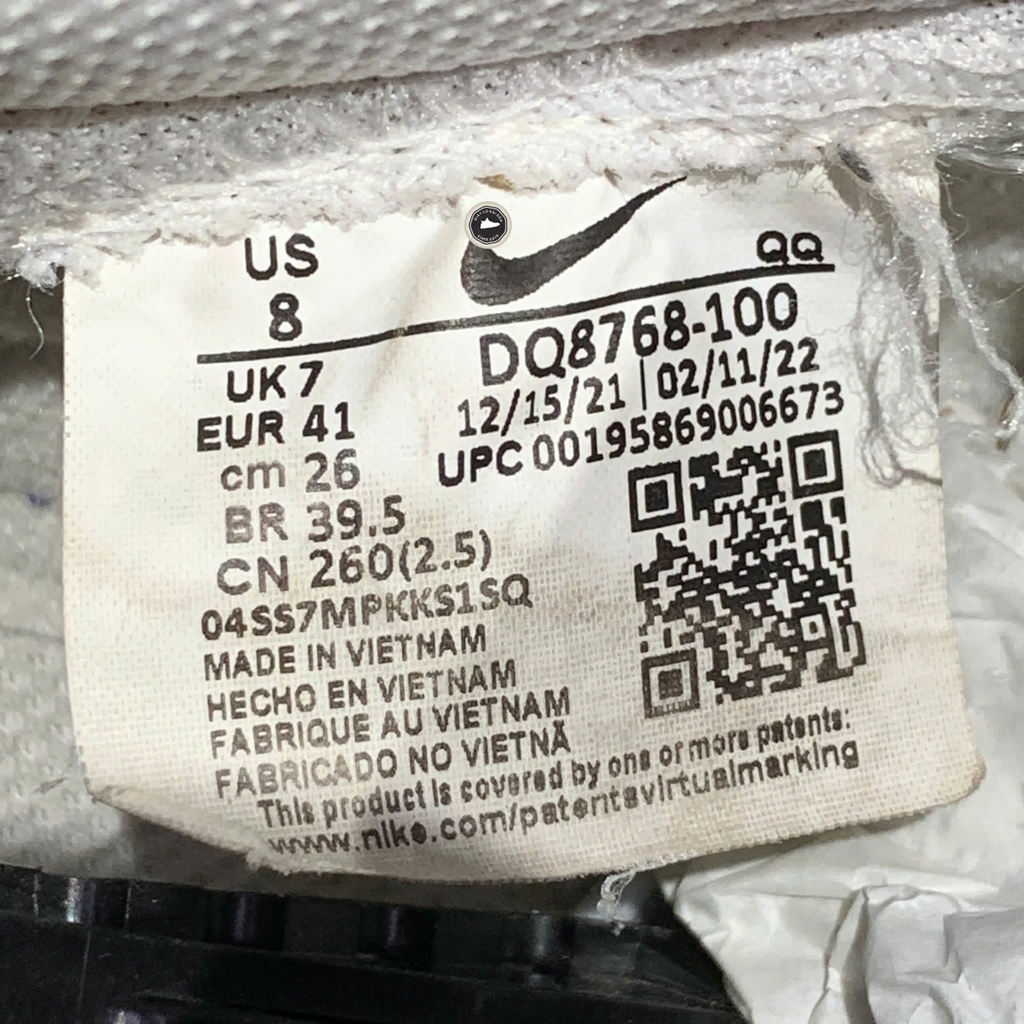 US
8
QQ
UK 7
EUR 41
cm 26
BR 39.5
CN 260(2.5)
DQ8768-100
12/15/21 | 02/11/22
UPC 00195869006673
04SS7MPKKS1SQ
MADE IN VIETNAM
HECHO EN VIETNAM
FABRIQUE AU VIETNAM
FABRICADO NO VIETNÃ
This product is covered by one or more patents:
www.nike.com/patentsvirtualmarking